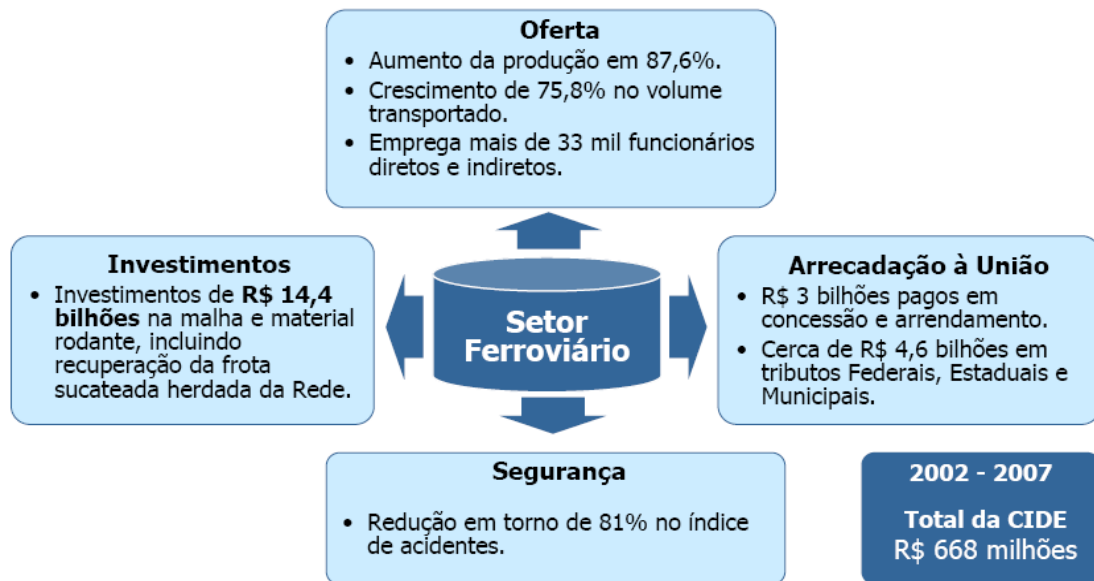 Oferta
• Aumento da produção em 87,6%.
• Crescimento de 75,8% no volume
transportado.
• Emprega mais de 33 mil funcionários
diretos e indiretos.
Investimentos
• Investimentos de R$ 14,4
bilhões na malha e material
rodante, incluindo
recuperação da frota
sucateada herdada da Rede.
Setor
Ferroviário
Arrecadação à União
• R$ 3 bilhões pagos em
concessão e arrendamento.
• Cerca de R$ 4,6 bilhões em
tributos Federais, Estaduais e
Municipais.
Segurança
• Redução em torno de 81% no índice
de acidentes.
2002 - 2007
Total da CIDE
R$ 668 milhões